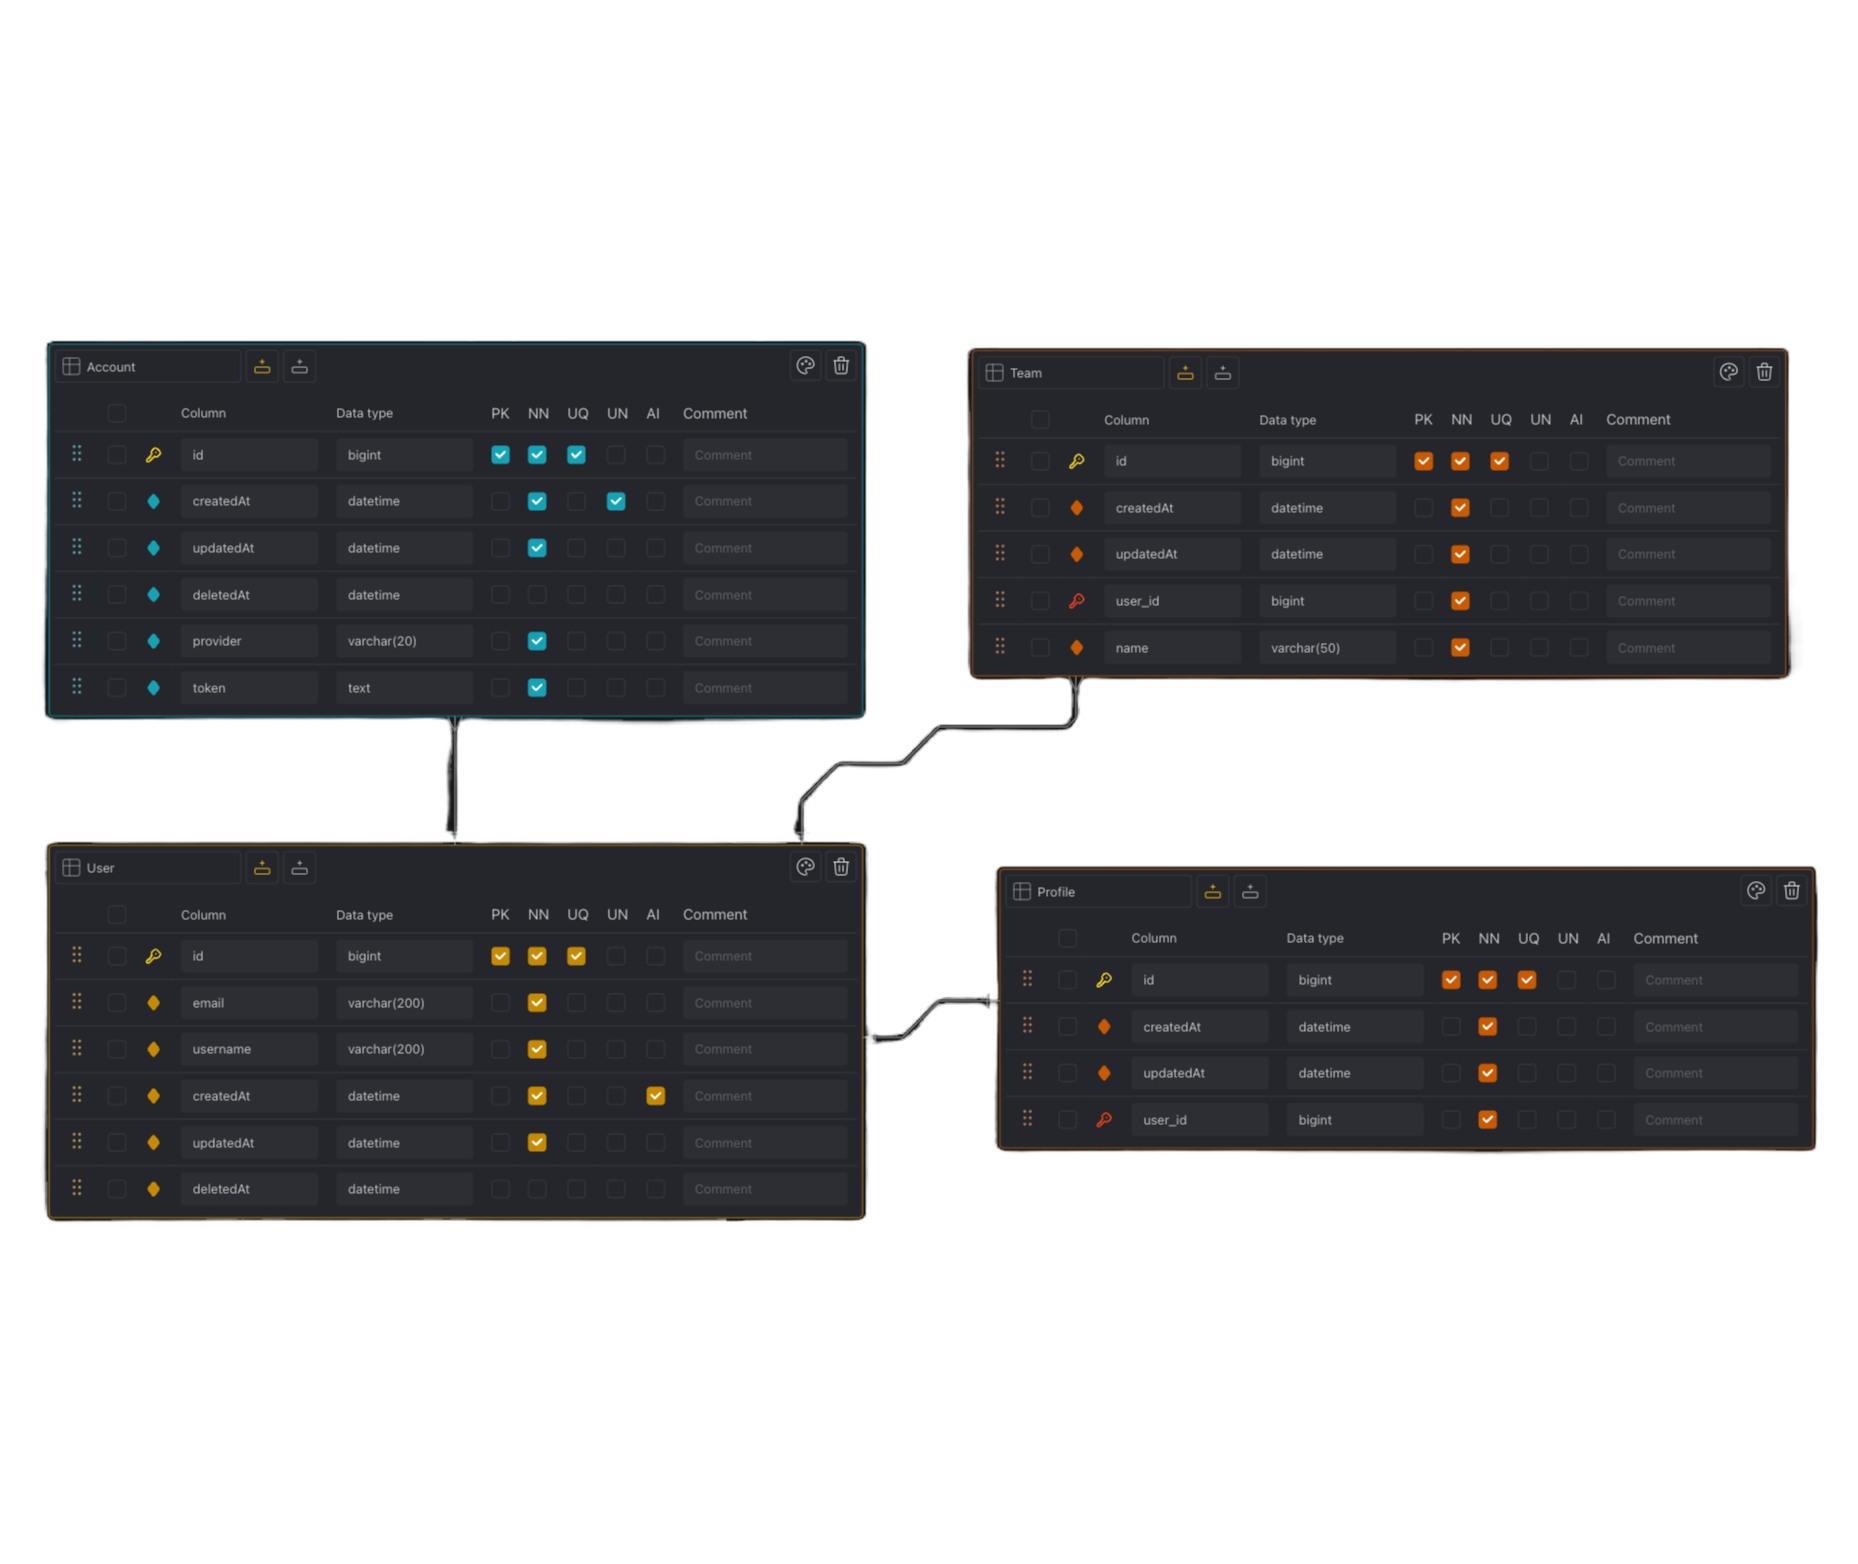 Account
Column Data type PK NN UQ UN AI Comment
id bigint Comment
createdAt datetime Comment
updatedAt datetime Comment
deletedAt datetime Comment
provider varchar(20) Comment
token text Comment
Team
Column Data type PK NN UQ UN AI Comment
id bigint Comment
createdAt datetime Comment
updatedAt datetime Comment
user_id bigint Comment
name varchar(50) Comment
User
Column Data type PK NN UQ UN AI Comment
id bigint Comment
email varchar(200) Comment
username varchar(200) Comment
createdAt datetime Comment
updatedAt datetime Comment
deletedAt datetime Comment
Profile
Column Data type PK NN UQ UN AI Comment
id bigint Comment
createdAt datetime Comment
updatedAt datetime Comment
user_id bigint Comment